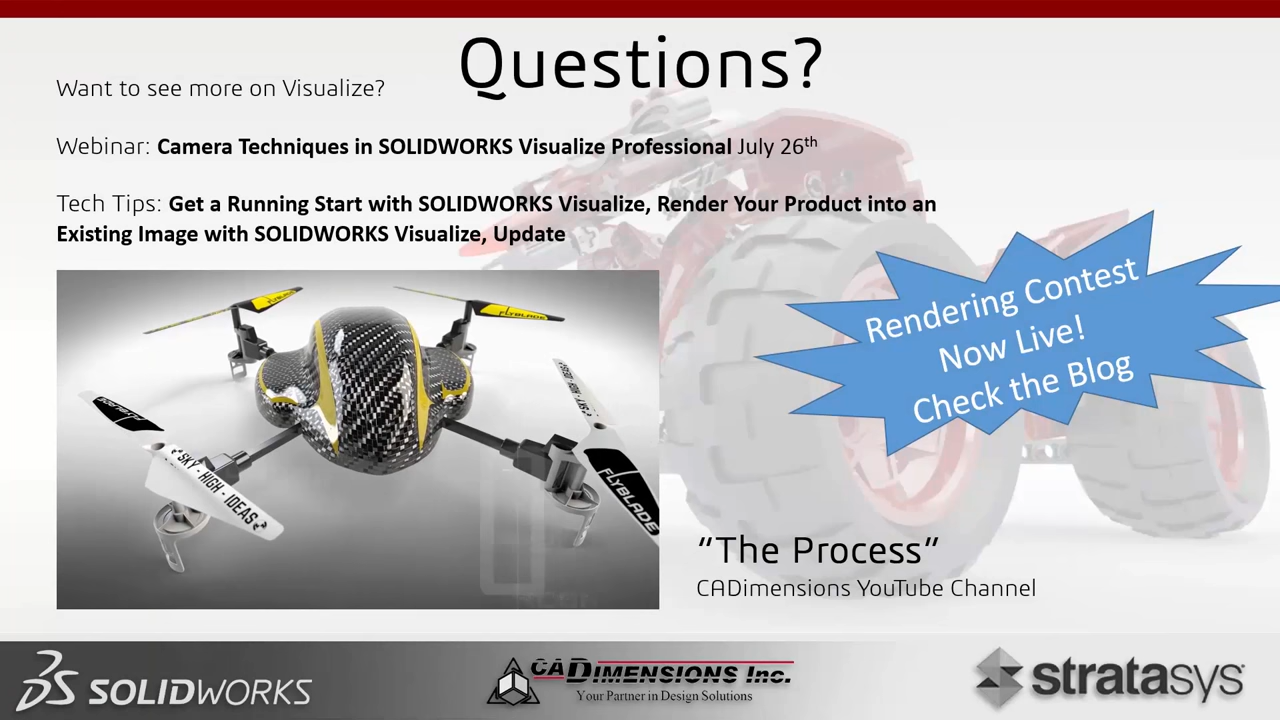 Questions?
Want to see more on Visualize?
Webinar: Camera Techniques in SOLIDWORKS Visualize Professional July 26th
Tech Tips: Get a Running Start with SOLIDWORKS Visualize, Render Your Product into an
Existing Image with SOLIDWORKS Visualize, Update
Rendering Contest
Now Live!
Check the Blog
FLYBLADE
FLYBLADE
SKY - HIGH - IDEAS
FLYBLADE
"The Process"
CADimensions YouTube Channel
SOLIDWORKS
CADIMENSIONS Inc.
Your Partner in Design Solutions
stratasys